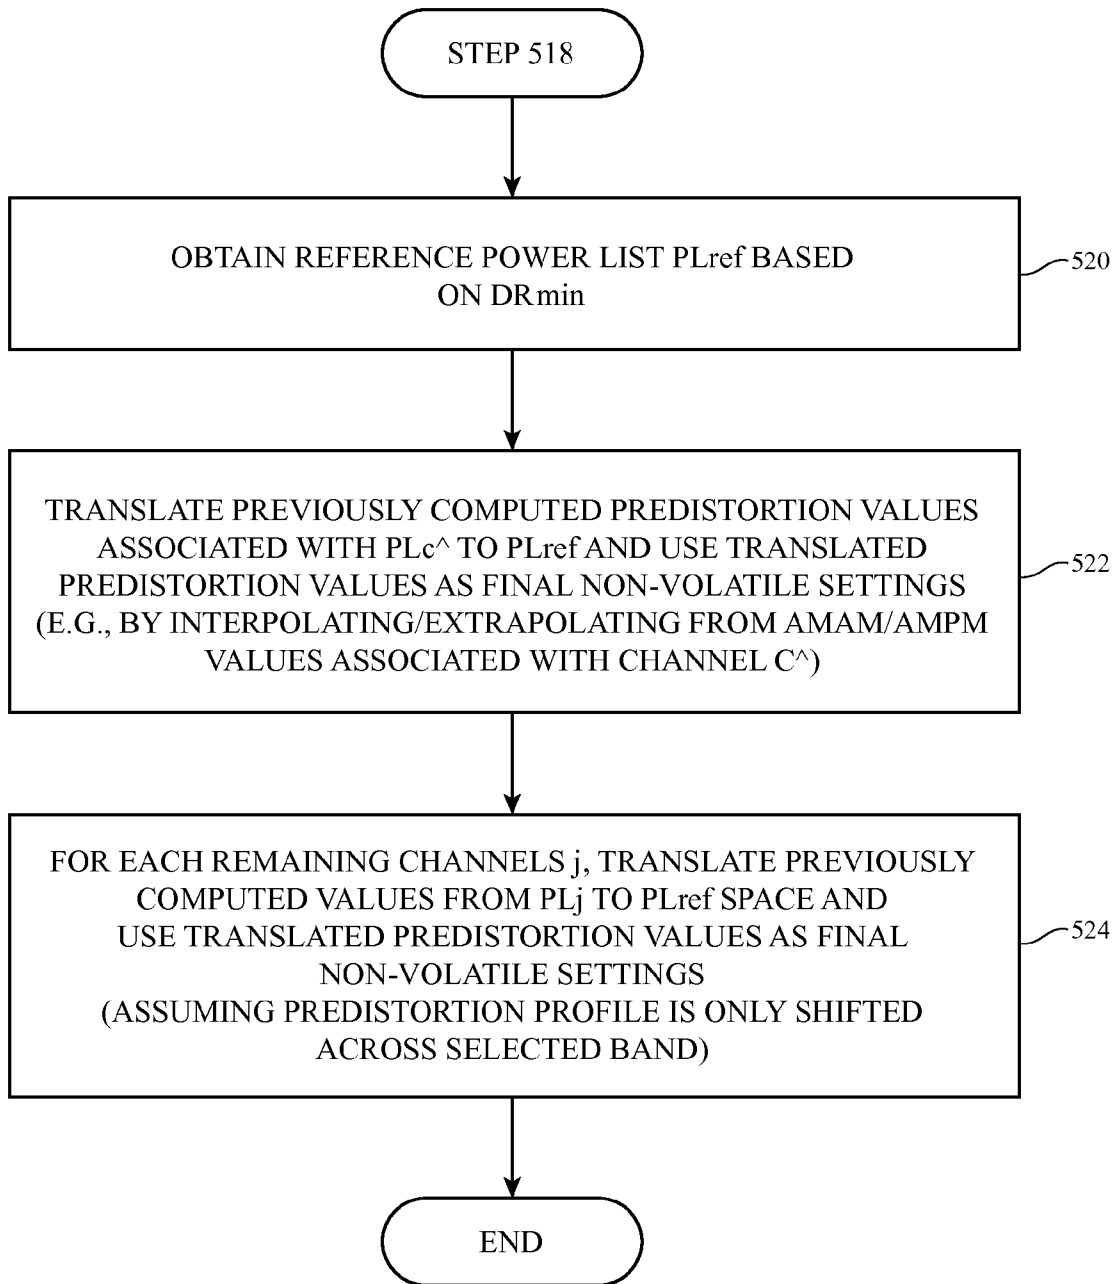 STEP 518
OBTAIN REFERENCE POWER LIST PLref BASED
ON DRmin
520
TRANSLATE PREVIOUSLY COMPUTED PREDISTORTION VALUES
ASSOCIATED WITH PLc^ TO PLref AND USE TRANSLATED
PREDISTORTION VALUES AS FINAL NON-VOLATILE SETTINGS
(E.G., BY INTERPOLATING/EXTRAPOLATING FROM AMAM/AMPM
VALUES ASSOCIATED WITH CHANNEL C^)
522
FOR EACH REMAINING CHANNELS j, TRANSLATE PREVIOUSLY
COMPUTED VALUES FROM PLj TO PLref SPACE AND
USE TRANSLATED PREDISTORTION VALUES AS FINAL
NON-VOLATILE SETTINGS
(ASSUMING PREDISTORTION PROFILE IS ONLY SHIFTED
ACROSS SELECTED BAND)
524
END